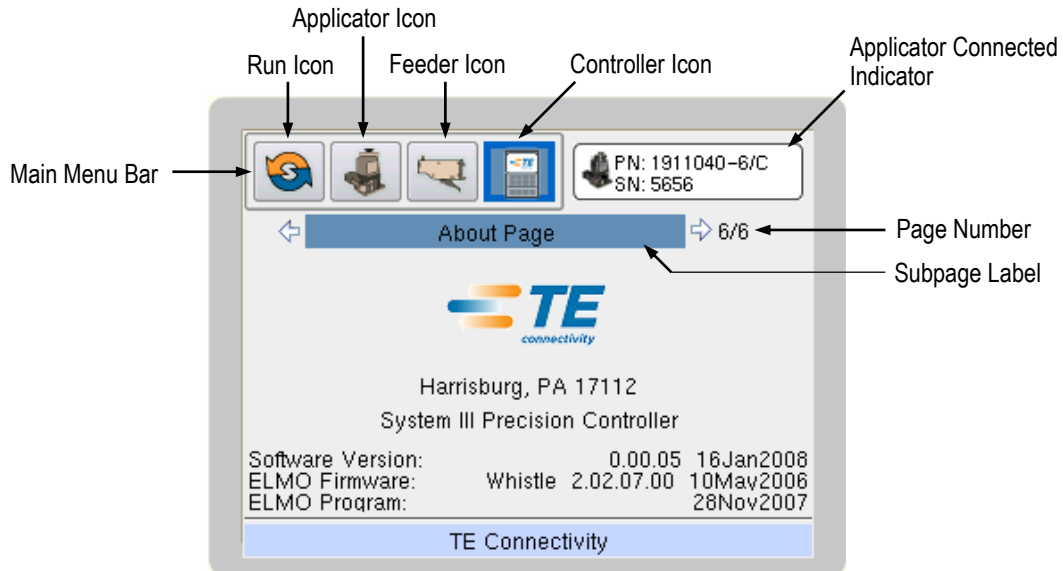 Applicator Icon
Run Icon
Feeder Icon
Controller Icon
Applicator Connected
Indicator
Main Menu Bar
PN: 1911040-6/C
SN: 5656
About Page
6/6
Page Number
Subpage Label
TE
connectivity
Harrisburg, PA 17112
System III Precision Controller
Software Version: 0.00.05 16Jan2008
ELMO Firmware: Whistle 2.02.07.00 10May2006
ELMO Program: 28Nov2007
TE Connectivity